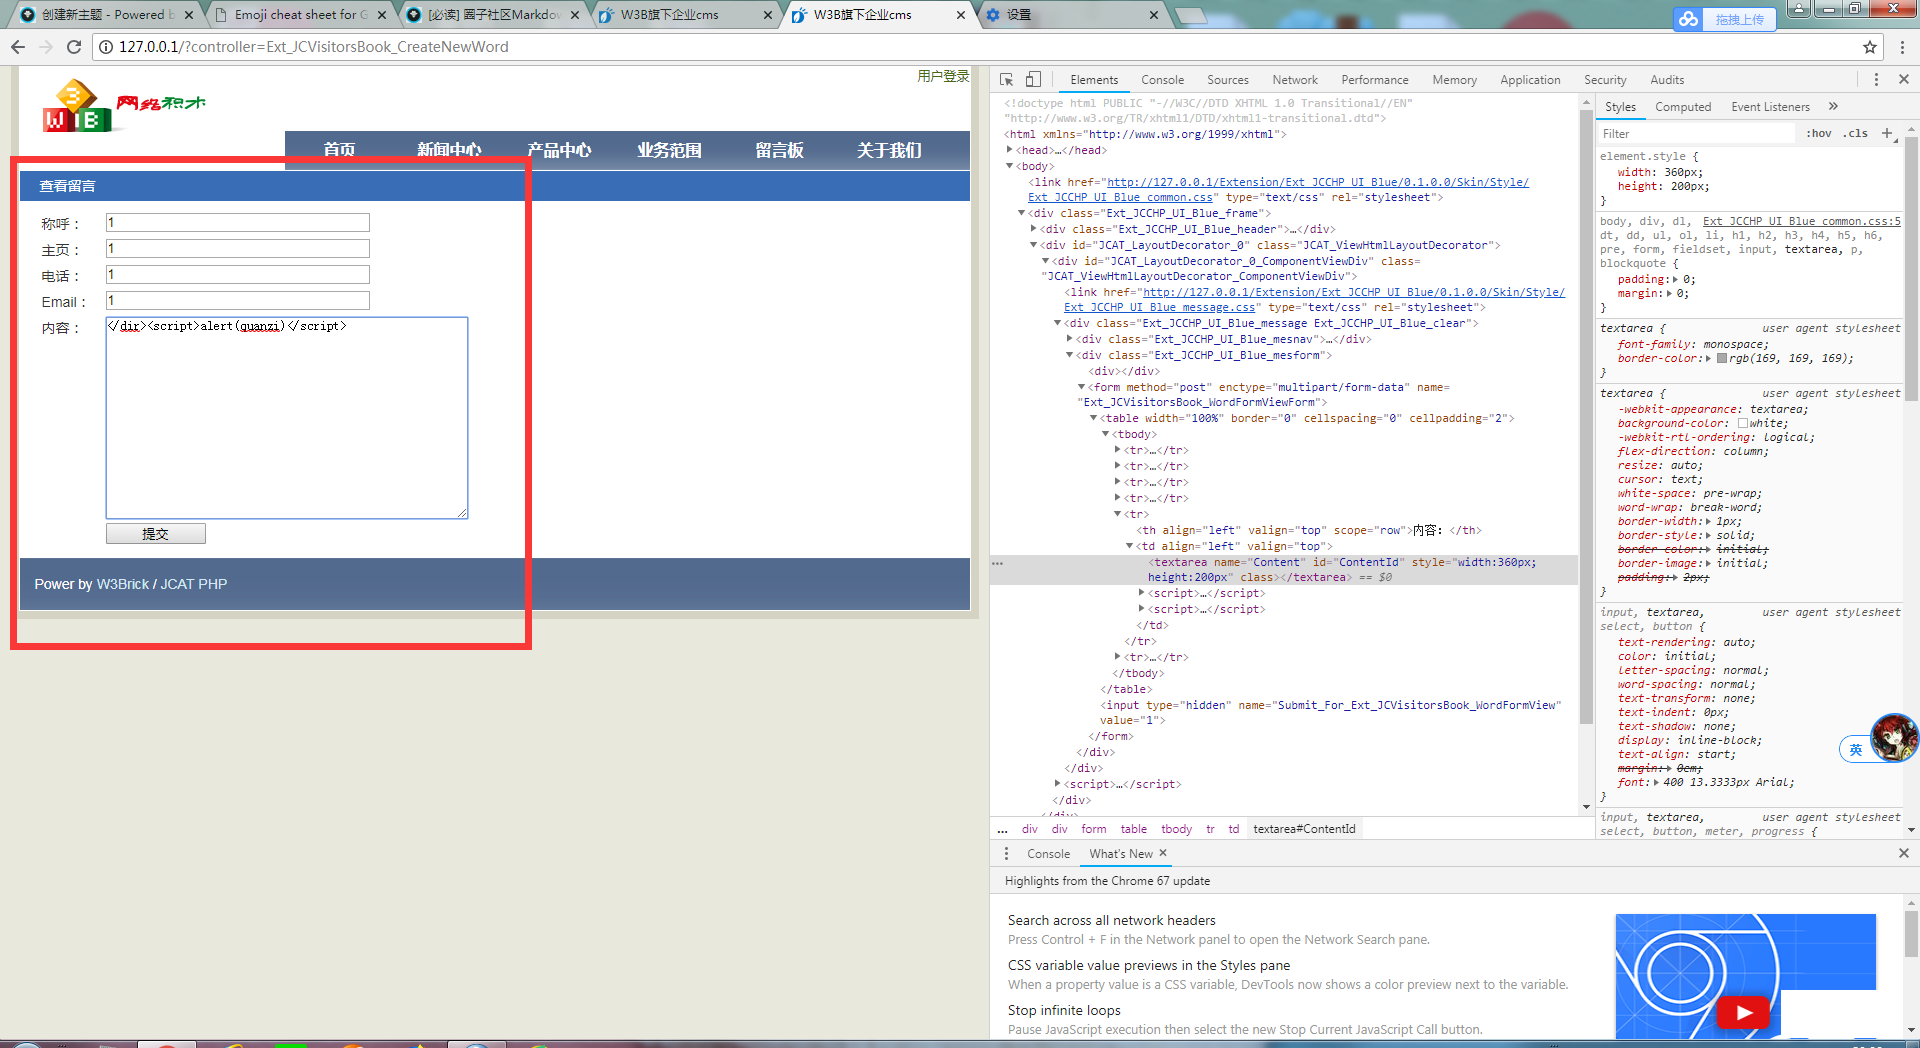 创建新主题 - Powered b
Emoji cheat sheet for G
[必读] 圈子社区Markdow
W3B旗下企业cms
W3B旗下企业cms
设置
拖拽上传
127.0.0.1/?controller=Ext_JCVisitorsBook_CreateNewWord
用户登录
3
W I B
网络积木
首页 新闻中心 产品中心 业务范围 留言板 关于我们
查看留言
称呼： 1
主页： 1
电话： 1
Email： 1
内容： </dir><script>alert(quanzi)</script>
提交
Power by W3Brick / JCAT PHP
Elements Console Sources Network Performance Memory Application Security Audits
<!doctype html PUBLIC "-//W3C//DTD XHTML 1.0 Transitional//EN"
"http://www.w3.org/TR/xhtml1/DTD/xhtml1-transitional.dtd">
<html xmlns="http://www.w3.org/1999/xhtml">
<head>…</head>
<body>
<link href="http://127.0.0.1/Extension/Ext_JCCHP_UI_Blue/0.1.0.0/Skin/Style/
Ext_JCCHP_UI_Blue_common.css" type="text/css" rel="stylesheet">
<div class="Ext_JCCHP_UI_Blue_frame">
<div class="Ext_JCCHP_UI_Blue_header">…</div>
<div id="JCAT_LayoutDecorator_0" class="JCAT_ViewHtmlLayoutDecorator">
<div id="JCAT_LayoutDecorator_0_ComponentViewDiv" class=
"JCAT_ViewHtmlLayoutDecorator_ComponentViewDiv">
<link href="http://127.0.0.1/Extension/Ext_JCCHP_UI_Blue/0.1.0.0/Skin/Style/
Ext_JCCHP_UI_Blue_message.css" type="text/css" rel="stylesheet">
<div class="Ext_JCCHP_UI_Blue_message Ext_JCCHP_UI_Blue_clear">
<div class="Ext_JCCHP_UI_Blue_mesnav">…</div>
<div class="Ext_JCCHP_UI_Blue_mesform">
<div></div>
<form method="post" enctype="multipart/form-data" name=
"Ext_JCVisitorsBook_WordFormViewForm">
<table width="100%" border="0" cellspacing="0" cellpadding="2">
<tbody>
<tr>…</tr>
<tr>…</tr>
<tr>…</tr>
<tr>…</tr>
<tr>
<th align="left" valign="top" scope="row">内容: </th>
<td align="left" valign="top">
<textarea name="Content" id="ContentId" style="width:360px;
height:200px" class></textarea> == $0
<script>…</script>
<script>…</script>
</td>
</tr>
<tr>…</tr>
</tbody>
</table>
<input type="hidden" name="Submit_For_Ext_JCVisitorsBook_WordFormView"
value="1">
</form>
</div>
</div>
<script>…</script>
</div>
</div>
... div div form table tbody tr td textarea#ContentId
Styles Computed Event Listeners »
Filter :hov .cls +
element.style {
width: 360px;
height: 200px;
}
body, div, dl, Ext_JCCHP_UI_Blue_common.css:5
dt, dd, ul, ol, li, h1, h2, h3, h4, h5, h6,
pre, form, fieldset, input, textarea, p,
blockquote {
padding: 0;
margin: 0;
}
textarea { user agent stylesheet
font-family: monospace;
border-color: rgb(169, 169, 169);
}
textarea { user agent stylesheet
-webkit-appearance: textarea;
background-color: white;
-webkit-rtl-ordering: logical;
flex-direction: column;
resize: auto;
cursor: text;
white-space: pre-wrap;
word-wrap: break-word;
border-width: 1px;
border-style: solid;
border-color: initial;
border-image: initial;
padding: 2px;
}
input, textarea, user agent stylesheet
select, button {
text-rendering: auto;
color: initial;
letter-spacing: normal;
word-spacing: normal;
text-transform: none;
text-indent: 0px;
text-shadow: none;
display: inline-block;
text-align: start;
margin: 0em;
font: 400 13.3333px Arial;
}
input, textarea, user agent stylesheet
select, button, meter, progress {
英
Console What's New
Highlights from the Chrome 67 update
Search across all network headers
Press Control + F in the Network panel to open the Network Search pane.
CSS variable value previews in the Styles pane
When a property value is a CSS variable, DevTools now shows a color preview next to the variable.
Stop infinite loops
Pause JavaScript execution then select the new Stop Current JavaScript Call button.